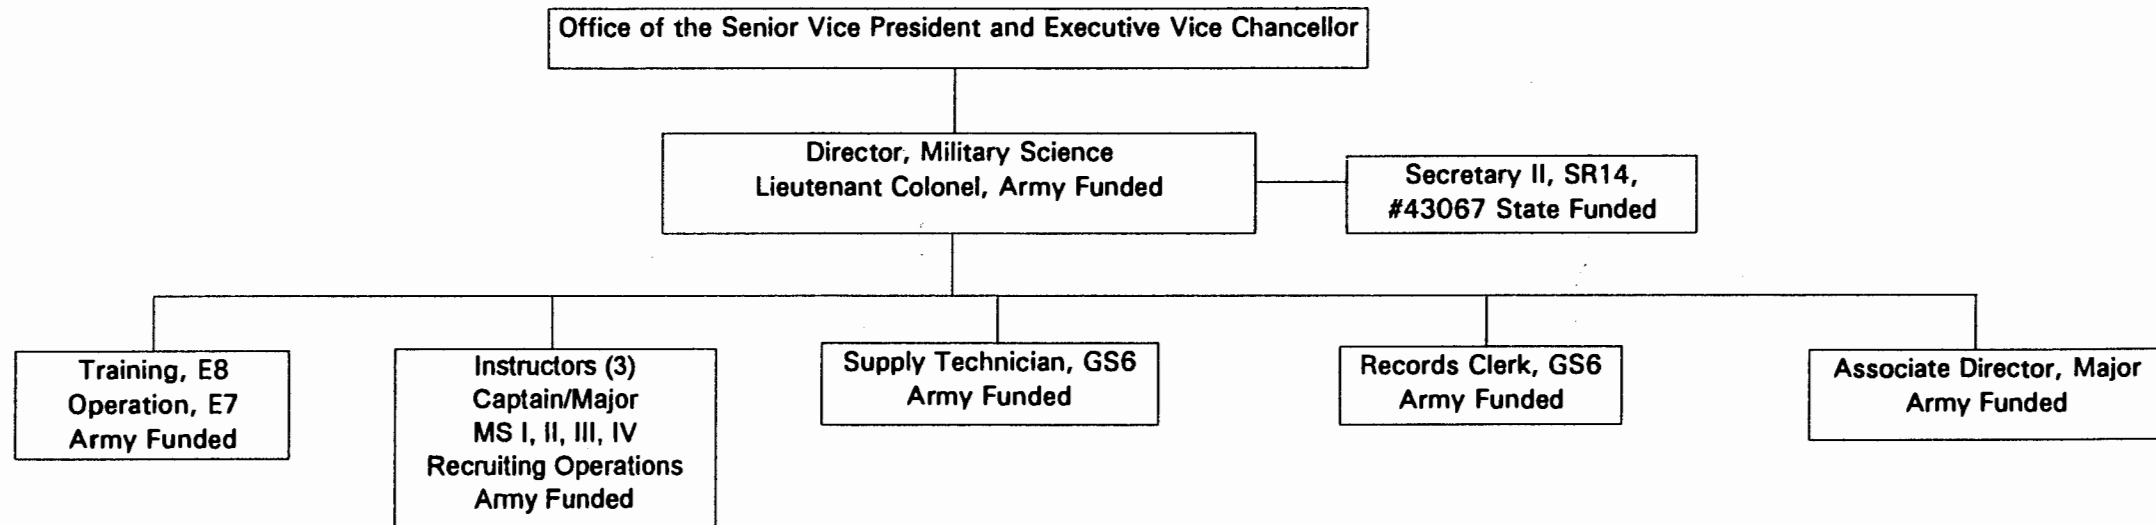 Office of the Senior Vice President and Executive Vice Chancellor
Director, Military Science
Lieutenant Colonel, Army Funded
Secretary II, SR14,
#43067 State Funded
Training, E8
Operation, E7
Army Funded
Instructors (3)
Captain/Major
MS I, II, III, IV
Recruiting Operations
Army Funded
Supply Technician, GS6
Army Funded
Records Clerk, GS6
Army Funded
Associate Director, Major
Army Funded